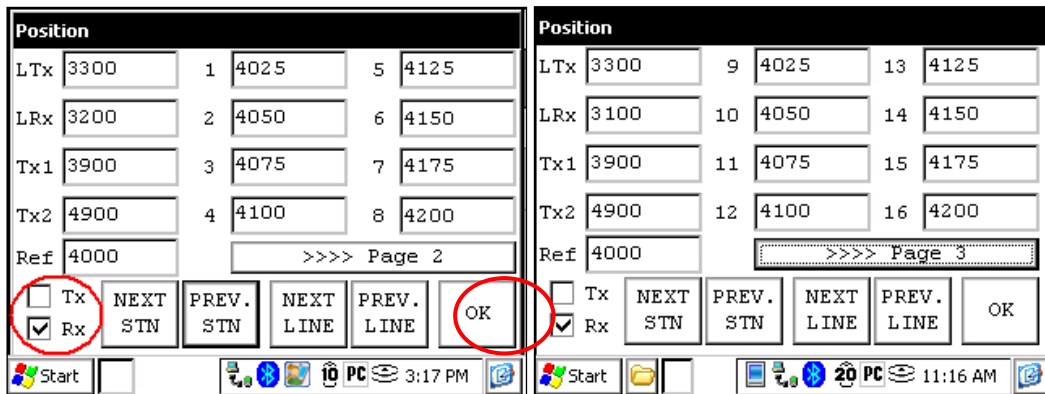 Position
LTx 3300 1 4025 5 4125
LRx 3200 2 4050 6 4150
Tx1 3900 3 4075 7 4175
Tx2 4900 4 4100 8 4200
Ref 4000 >>>> Page 2
Tx
Rx
NEXT
STN
PREV.
STN
NEXT
LINE
PREV.
LINE
OK
Start 10 PC 3:17 PM
Position
LTx 3300 9 4025 13 4125
LRx 3100 10 4050 14 4150
Tx1 3900 11 4075 15 4175
Tx2 4900 12 4100 16 4200
Ref 4000 >>>> Page 3
Tx
Rx
NEXT
STN
PREV.
STN
NEXT
LINE
PREV.
LINE
OK
Start 20 PC 11:16 AM